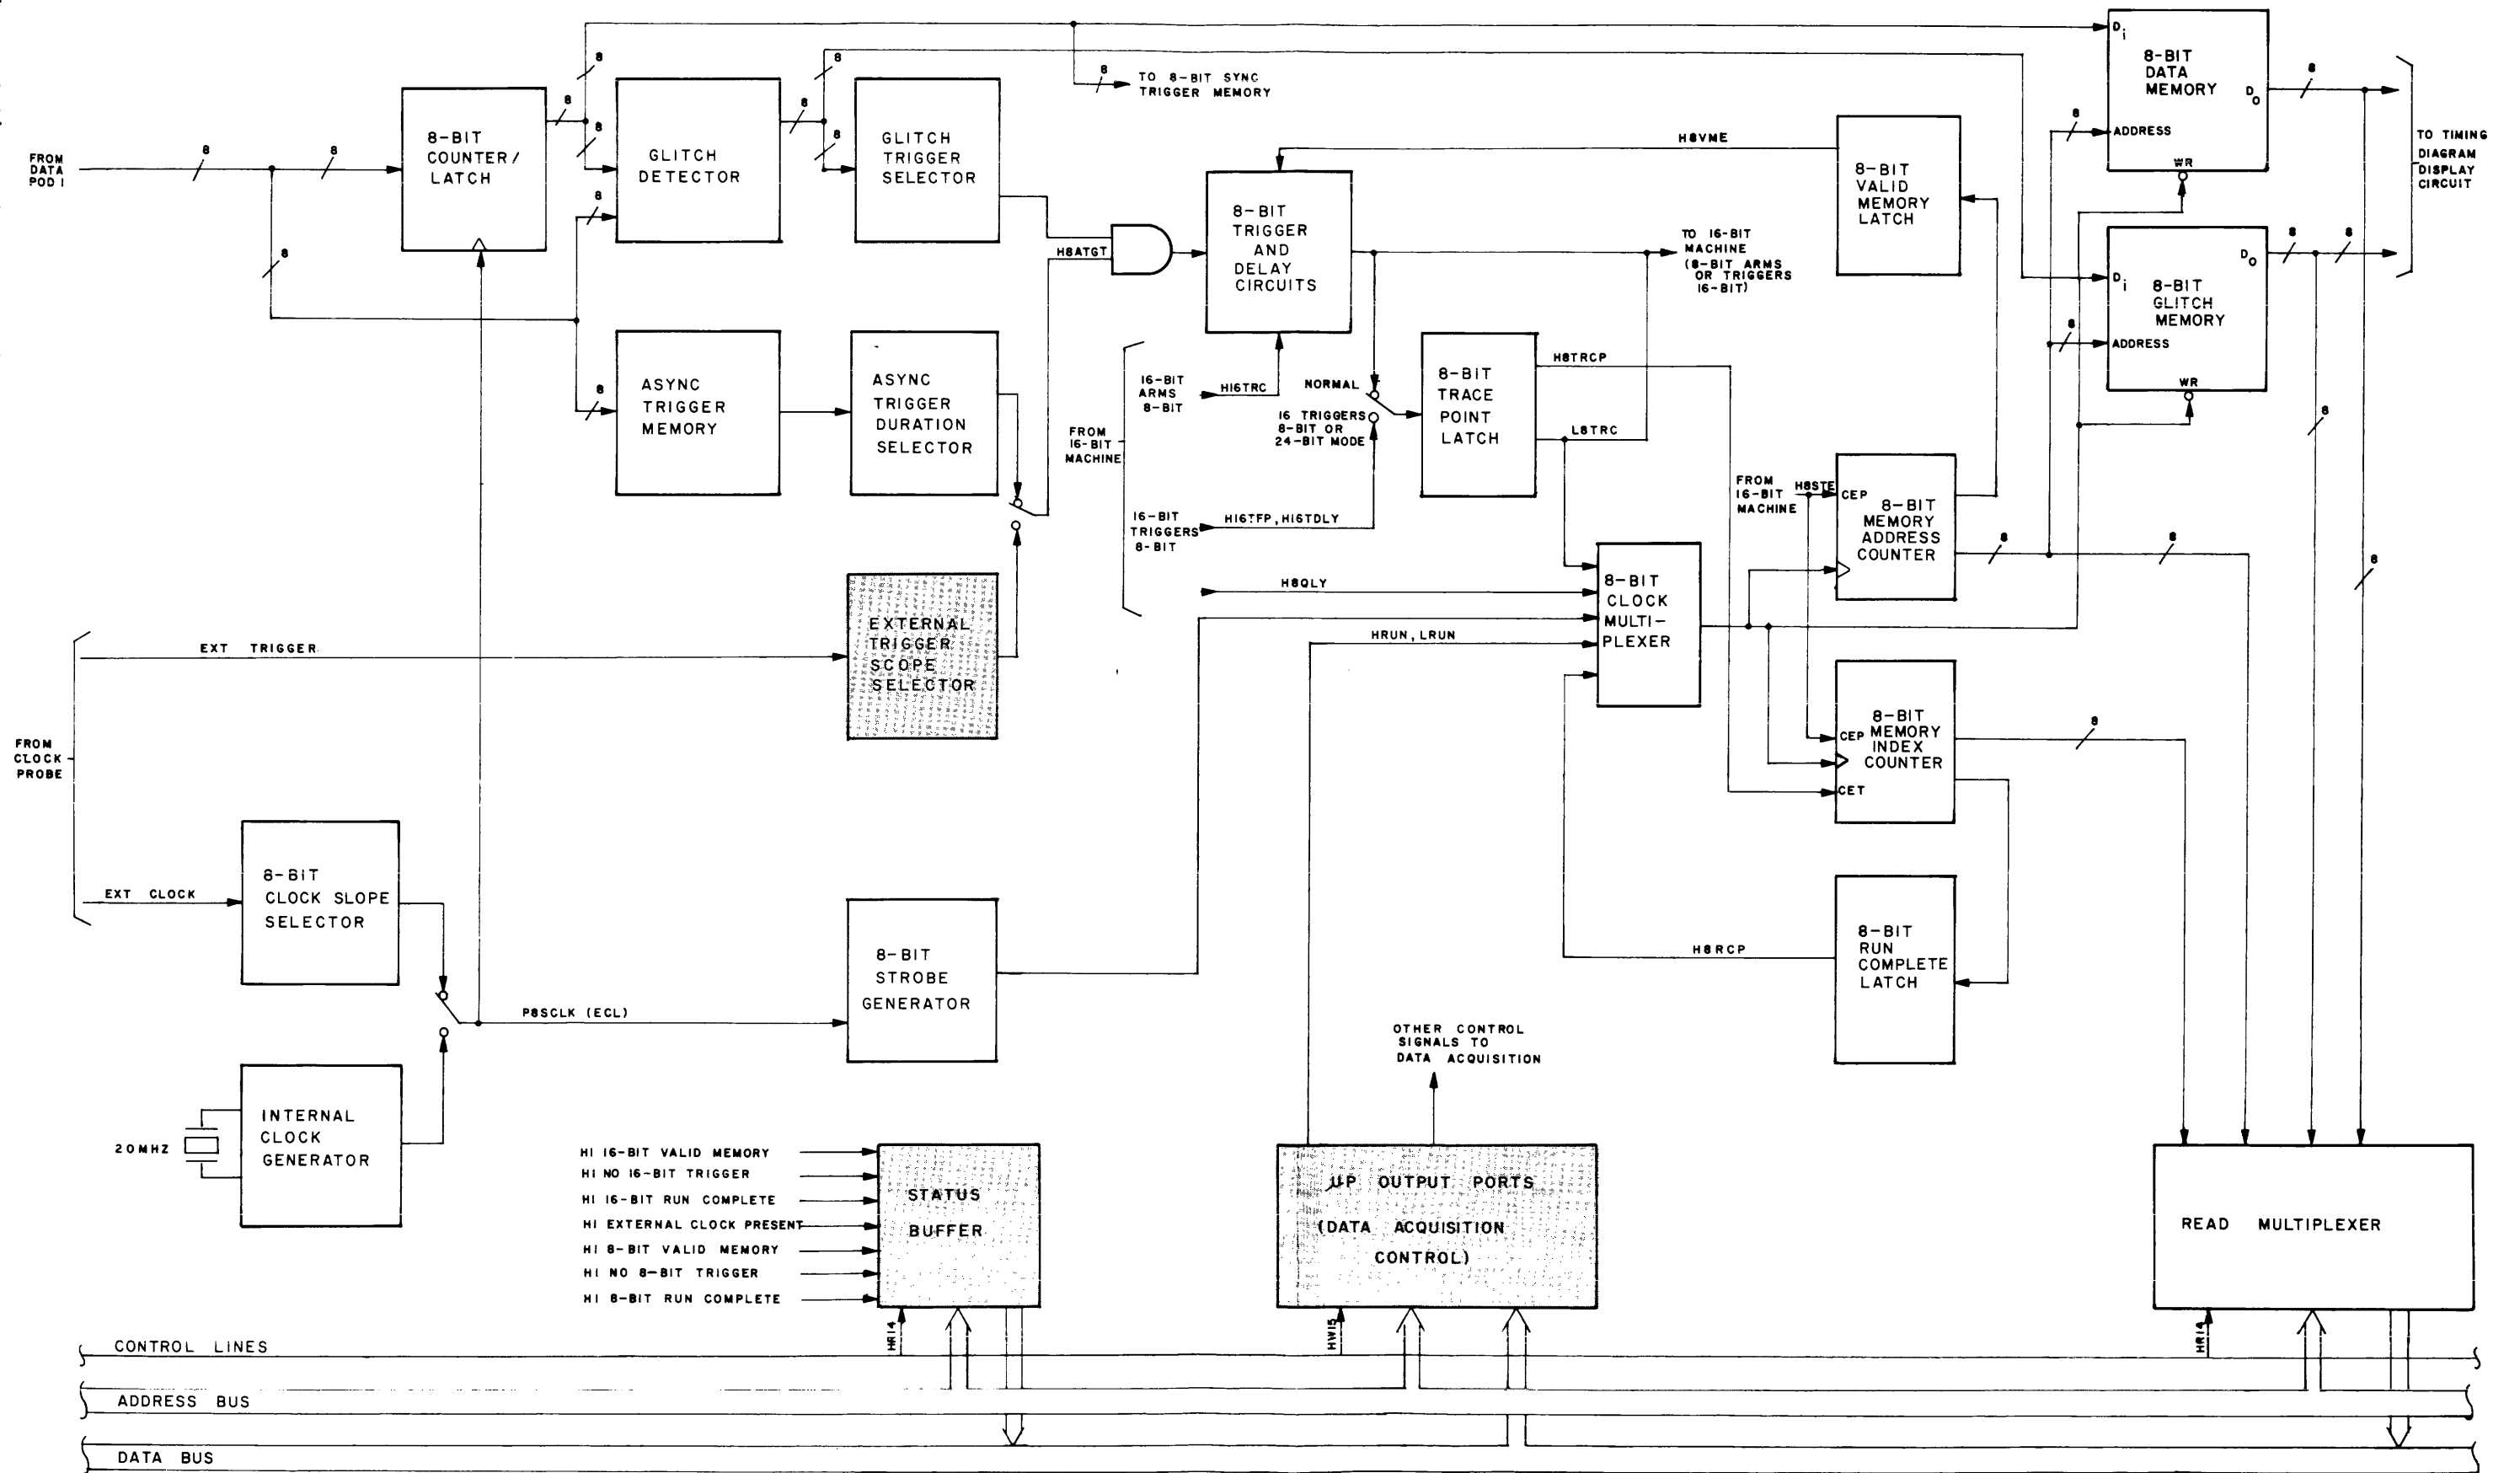 FROM
DATA
POD 1
8
8
8
8-BIT
COUNTER/
LATCH
8
8
8
8
GLITCH
DETECTOR
8
8
8
GLITCH
TRIGGER
SELECTOR
8
TO 8-BIT SYNC
TRIGGER MEMORY
H8ATGT
8-BIT
TRIGGER
AND
DELAY
CIRCUITS
H8VME
8-BIT
VALID
MEMORY
LATCH
Di
8-BIT
DATA
MEMORY
Do
8
ADDRESS
WR
8
TO TIMING
DIAGRAM
DISPLAY
CIRCUIT
TO 16-BIT
MACHINE
(8-BIT ARMS
OR TRIGGERS
16-BIT)
Di
8-BIT
GLITCH
MEMORY
Do
8
ADDRESS
WR
8
8
8
8
8
ASYNC
TRIGGER
MEMORY
ASYNC
TRIGGER
DURATION
SELECTOR
FROM
16-BIT
MACHINE
16-BIT
ARMS
8-BIT
H16TRC
NORMAL
16 TRIGGERS
8-BIT OR
24-BIT MODE
8-BIT
TRACE
POINT
LATCH
H8TRCP
L8TRC
16-BIT
TRIGGERS
8-BIT
H16TFP, H16TDLY
FROM
16-BIT
MACHINE
H8STE
CEP
8-BIT
MEMORY
ADDRESS
COUNTER
8
8
H8QLY
HRUN, LRUN
8-BIT
CLOCK
MULTI-
PLEXER
EXT TRIGGER
EXTERNAL
TRIGGER
SCOPE
SELECTOR
CEP
8-BIT
MEMORY
INDEX
COUNTER
CET
8
FROM
CLOCK
PROBE
EXT CLOCK
8-BIT
CLOCK SLOPE
SELECTOR
P8SCLK (ECL)
8-BIT
STROBE
GENERATOR
H8RCP
8-BIT
RUN
COMPLETE
LATCH
20MHZ
INTERNAL
CLOCK
GENERATOR
OTHER CONTROL
SIGNALS TO
DATA ACQUISITION
HI 16-BIT VALID MEMORY
HI NO 16-BIT TRIGGER
HI 16-BIT RUN COMPLETE
HI EXTERNAL CLOCK PRESENT
HI 8-BIT VALID MEMORY
HI NO 8-BIT TRIGGER
HI 8-BIT RUN COMPLETE
STATUS
BUFFER
µP OUTPUT PORTS
(DATA ACQUISITION
CONTROL)
READ MULTIPLEXER
HR14
HW15
HR14
CONTROL LINES
ADDRESS BUS
DATA BUS